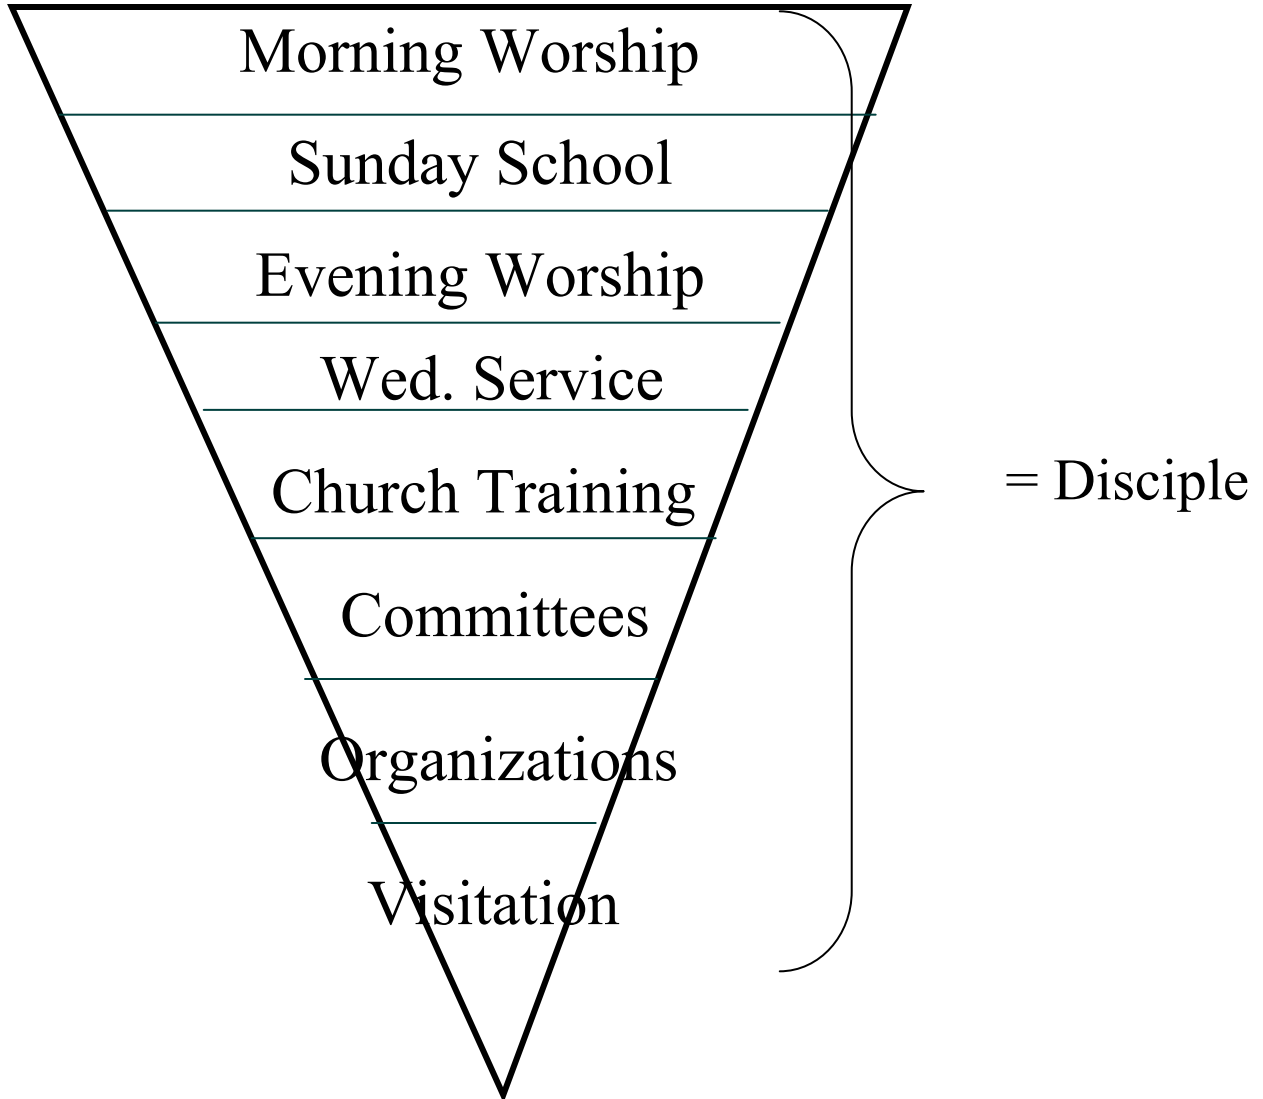 Morning Worship
Sunday School
Evening Worship
Wed. Service
Church Training
= Disciple
Committees
Organizations
Visitation